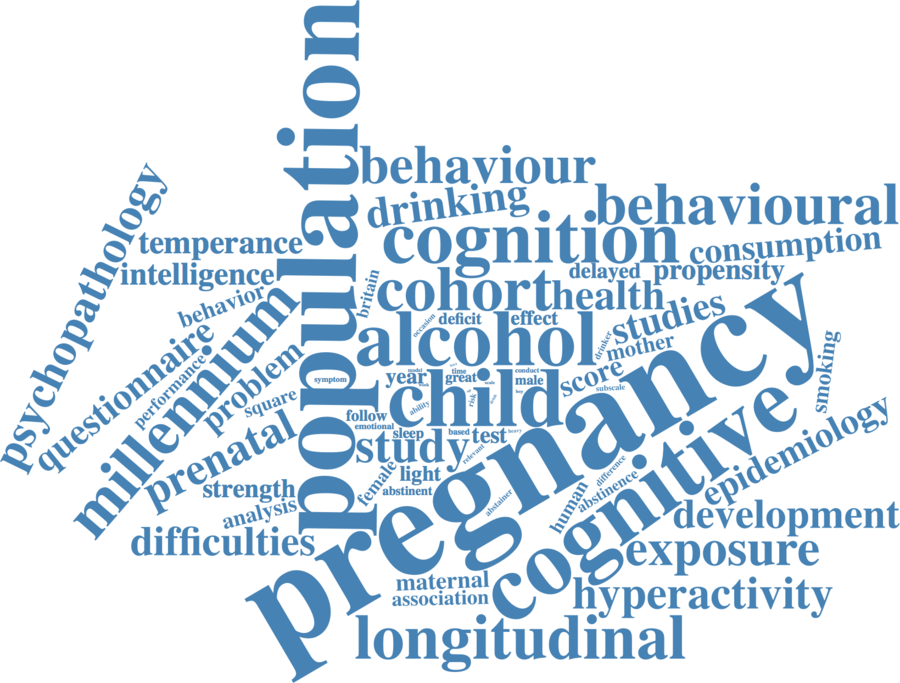 population
behaviour
behavioural
drinking
cognition
consumption
psychopathology
temperance
intelligence
delayed
propensity
britain
cohort
health
behavior
millennium
occasion
deficit
effect
studies
alcohol
drinker
mother
pregnancy
smoking
questionnaire
performance
problem
symptom
year
model
time
great
conduct
male
score
subscale
square
child
ability
risk
cognitive
follow
emotional
sleep
based
test
heavy
study
relevant
prenatal
strength
female
light
abstinent
abstainer
difference
abstinence
human
epidemiology
analysis
difficulties
development
exposure
maternal
association
hyperactivity
longitudinal